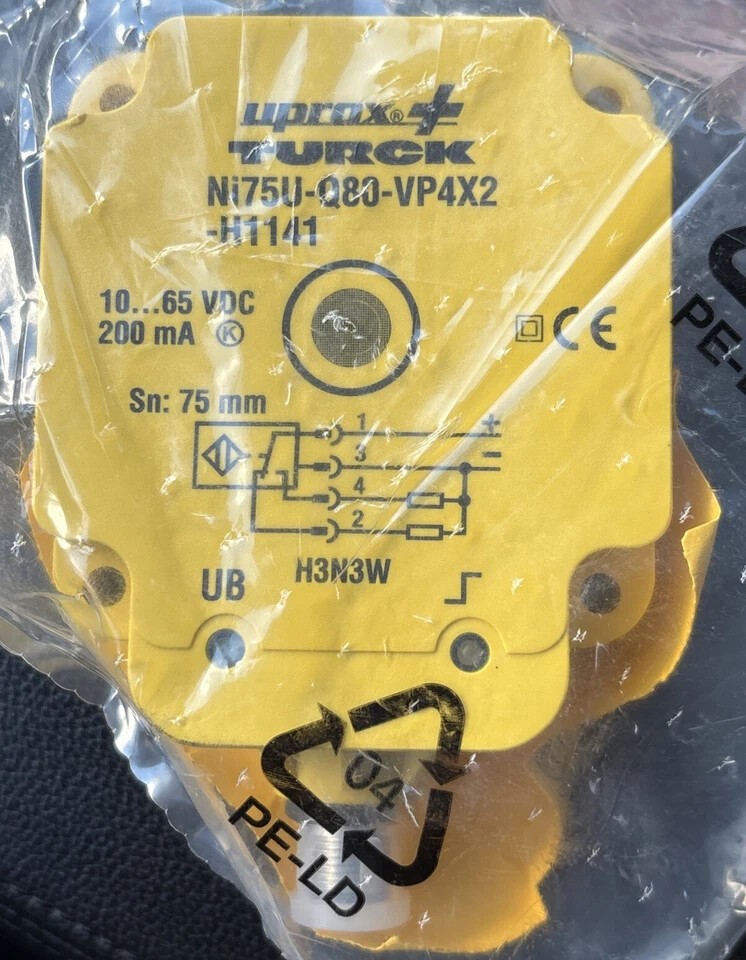 uprox®+
TURCK
Ni75U-Q80-VP4X2
-H1141
10...65 VDC
200 mA Ⓚ
CE
Sn: 75 mm
1 +
3 -
4
2
H3N3W
UB
04
PE-LD
PE-L